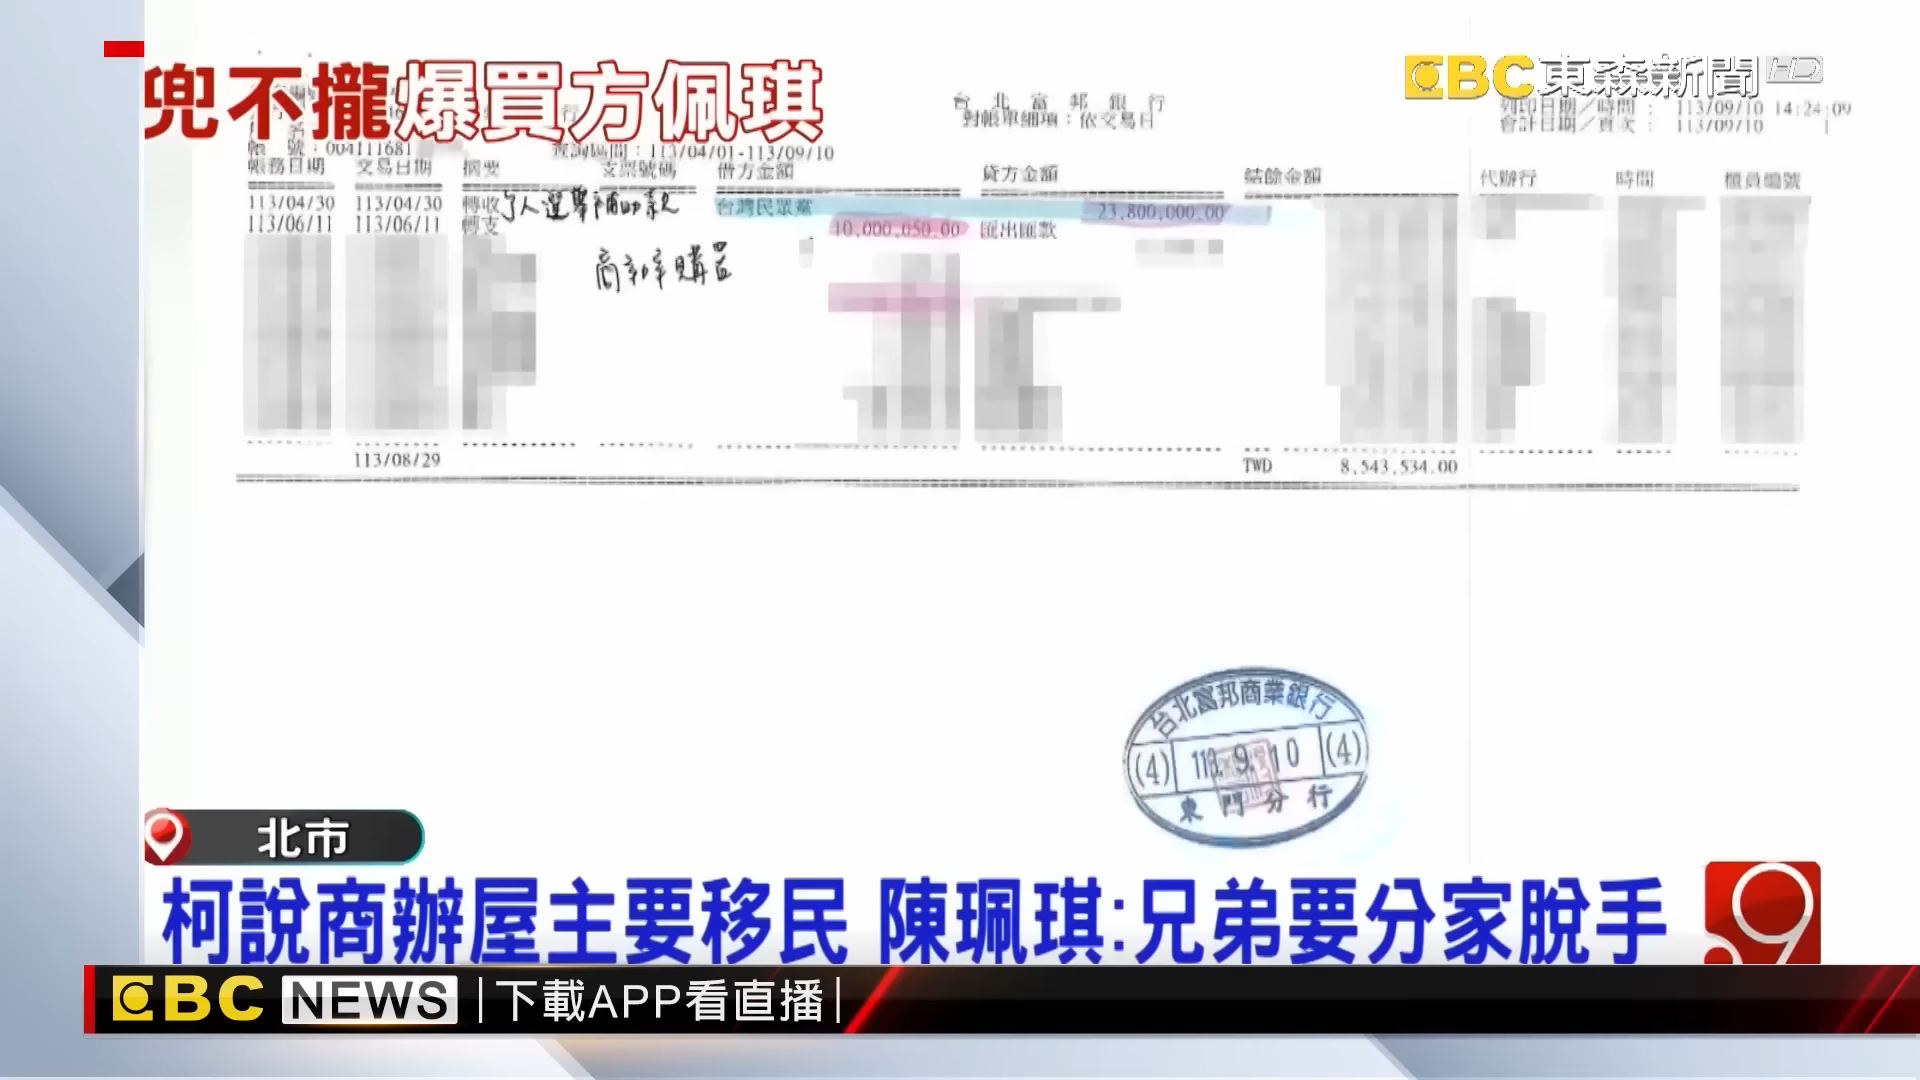 兜不攏爆買方佩琪
EBC東森新聞HD
台北富邦銀行
對帳單細項：依交易日
列印日期／時間： 113/09/10 14:24:09
會計日期／頁次： 113/09/10 1
帳 號：004111681
查詢區間：113/04/01-113/09/10
帳務日期 交易日期 摘要 支票號碼 借方金額 貸方金額 結餘金額 代辦行 時間 櫃員編號
113/04/30 113/04/30 轉收 個人選舉補助款 台灣民眾黨 23,800,000.00
113/06/11 113/06/11 轉支 40,000,050.00 匯出匯款
商辦購置
113/08/29 TWD 8,543,534.00
台北富邦商業銀行
(4) 113. 9. 10 (4)
東門分行
北市
柯說商辦屋主要移民 陳珮琪:兄弟要分家脫手
9
EBC NEWS 下載APP看直播